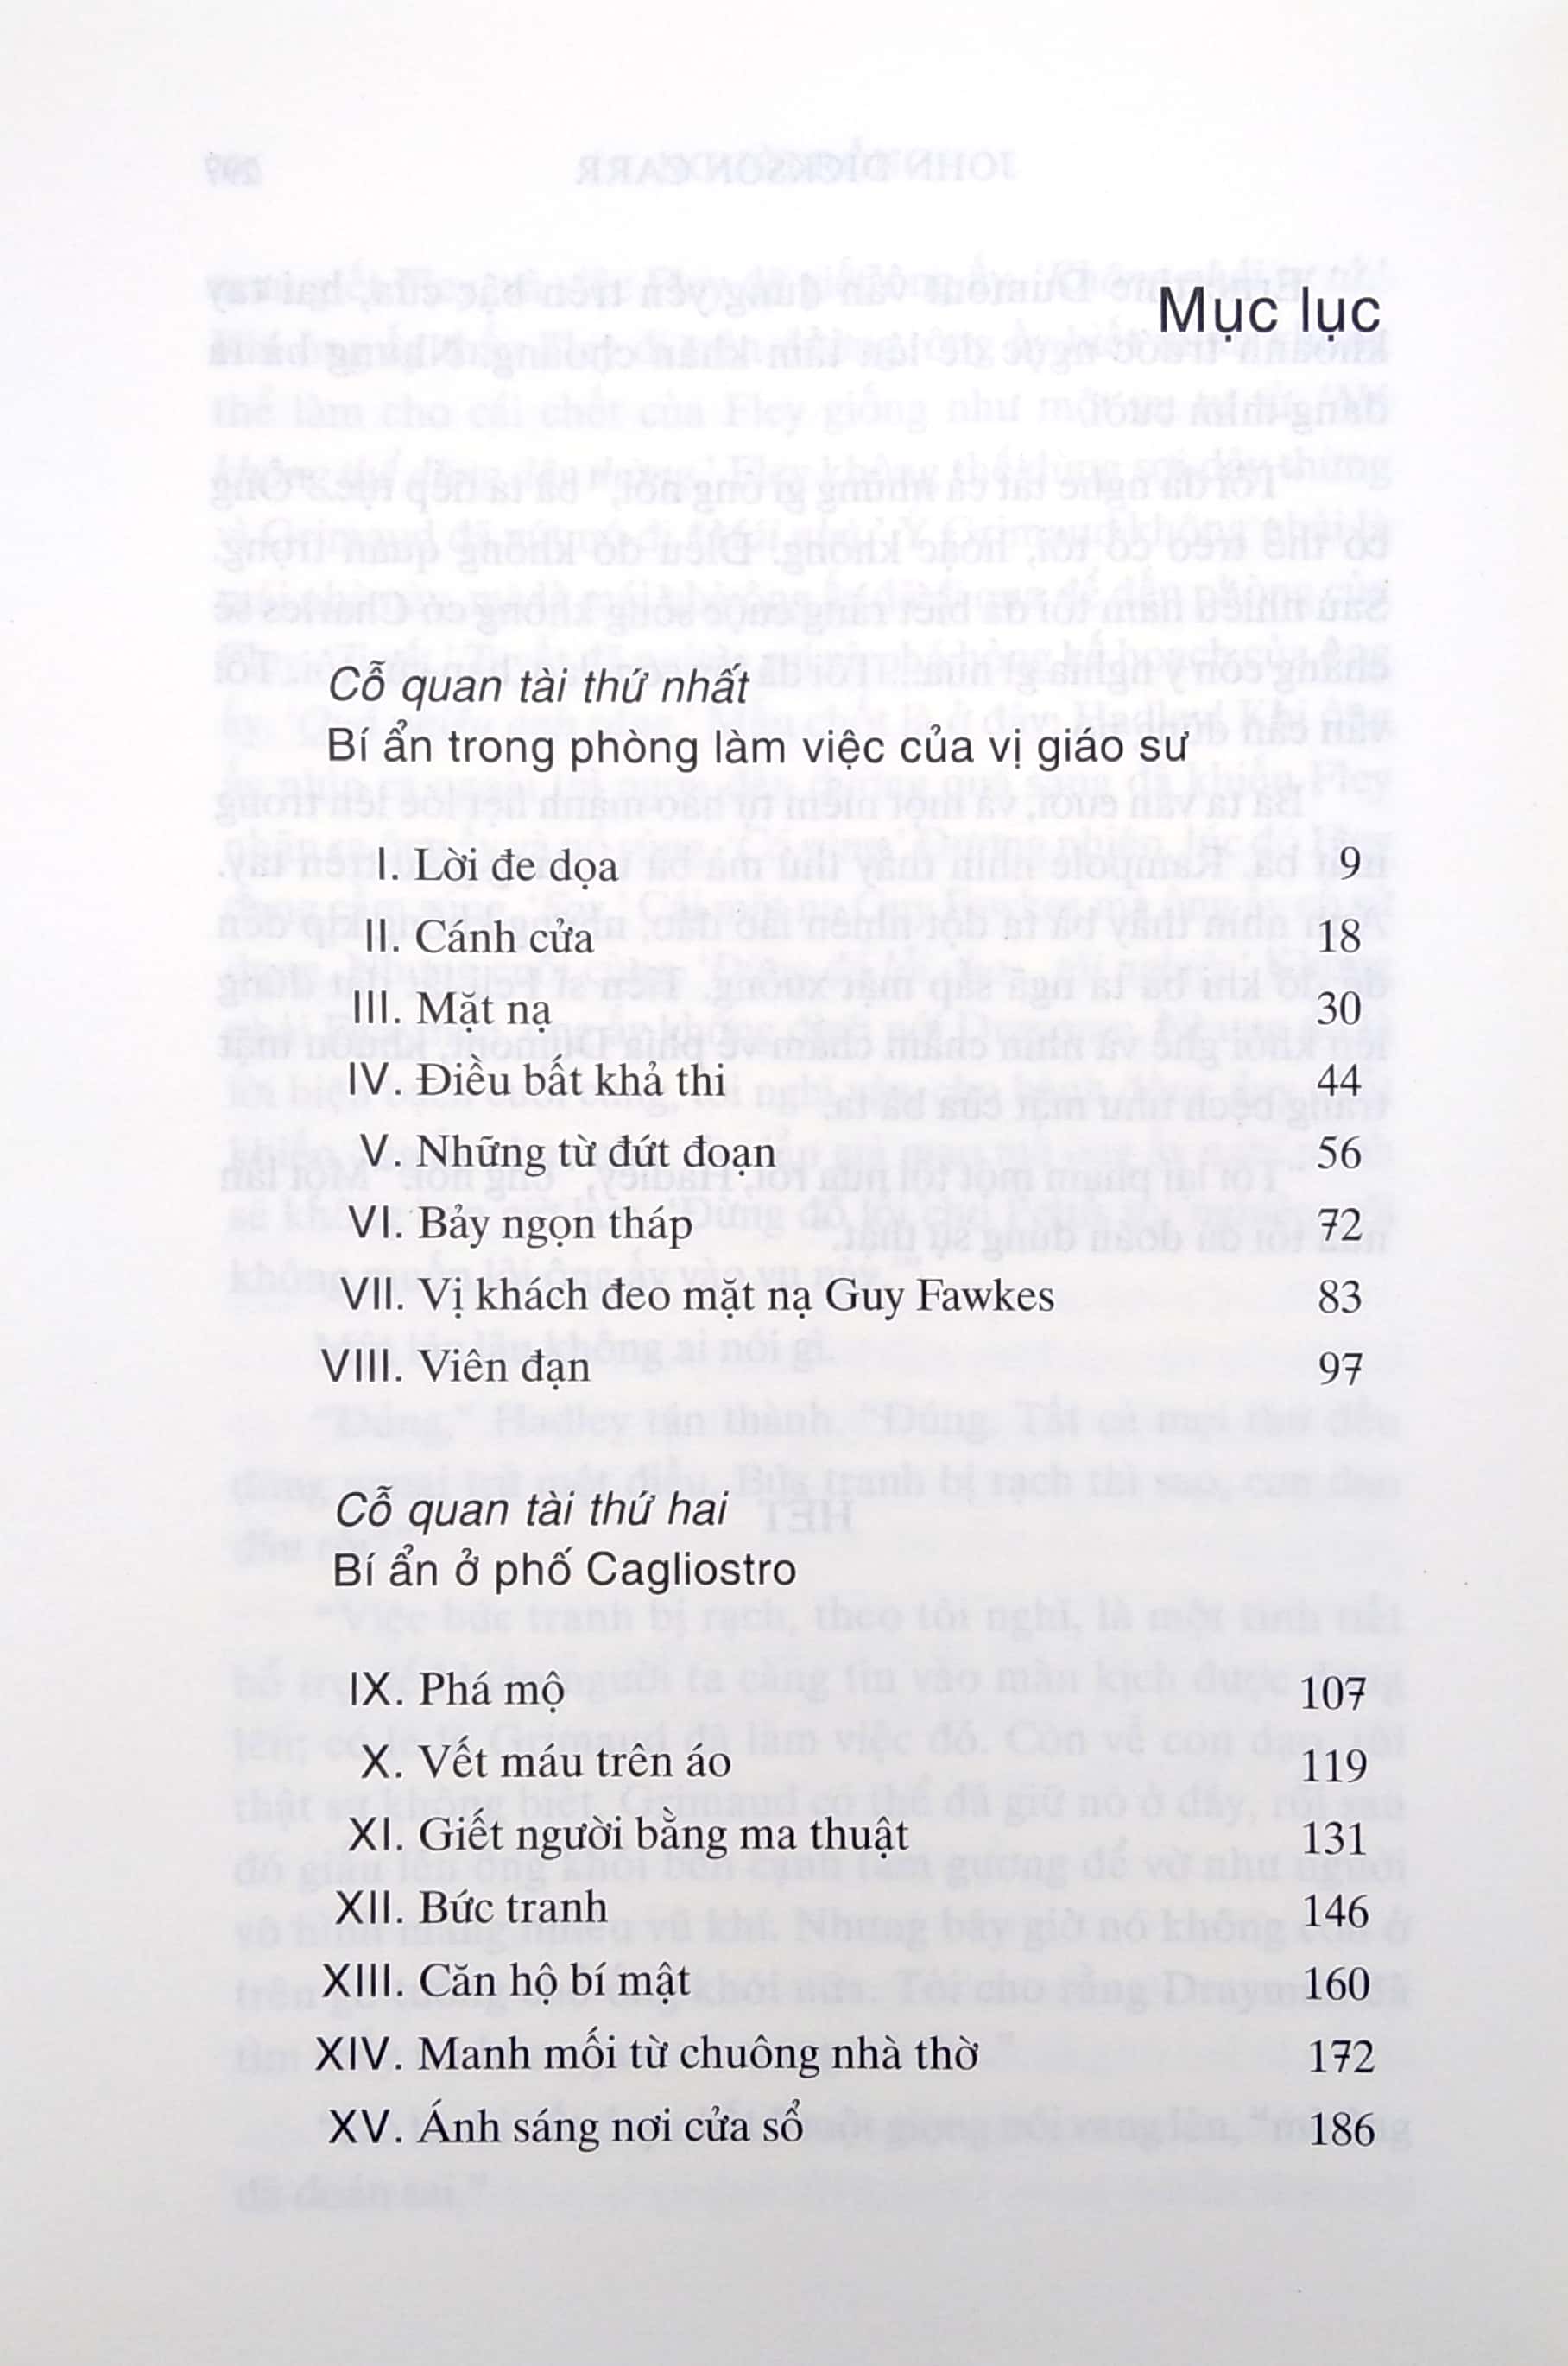 Mục lục
Cỗ quan tài thứ nhất
Bí ẩn trong phòng làm việc của vị giáo sư
I. Lời đe dọa 9
II. Cánh cửa 18
III. Mặt nạ 30
IV. Điều bất khả thi 44
V. Những từ đứt đoạn 56
VI. Bảy ngọn tháp 72
VII. Vị khách đeo mặt nạ Guy Fawkes 83
VIII. Viên đạn 97
Cỗ quan tài thứ hai
Bí ẩn ở phố Cagliostro
IX. Phá mộ 107
X. Vết máu trên áo 119
XI. Giết người bằng ma thuật 131
XII. Bức tranh 146
XIII. Căn hộ bí mật 160
XIV. Manh mối từ chuông nhà thờ 172
XV. Ánh sáng nơi cửa sổ 186